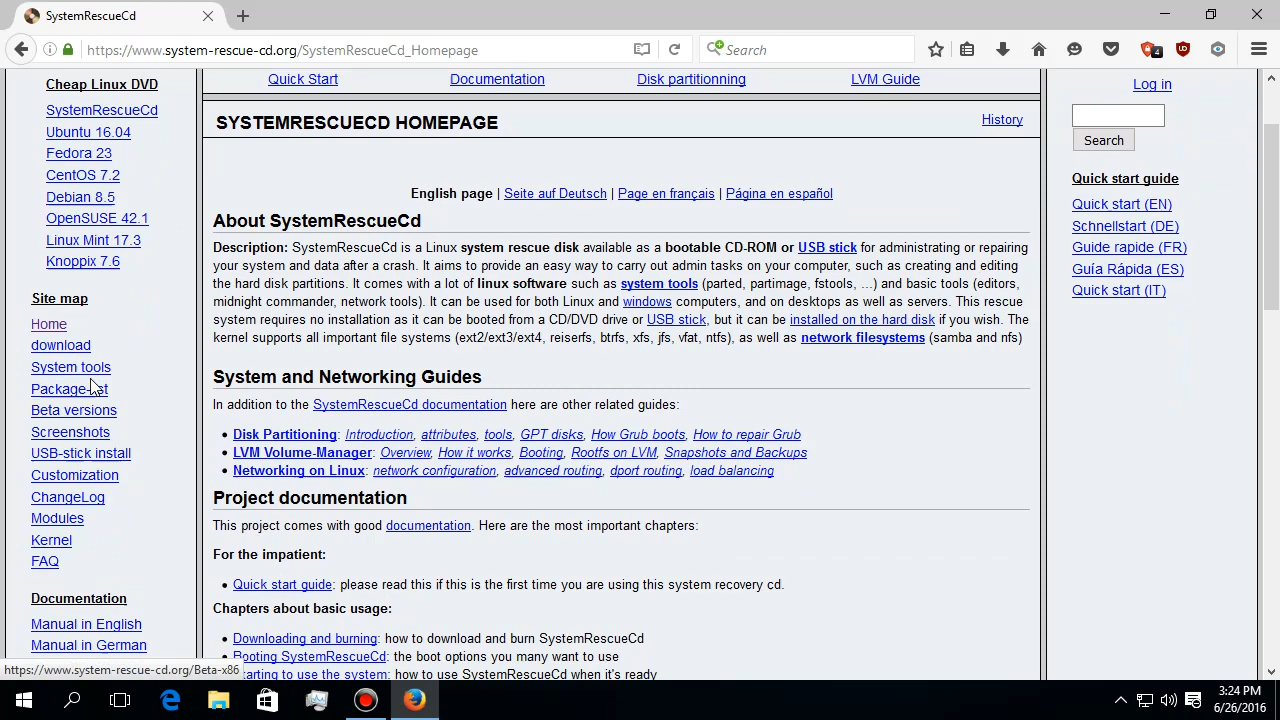 SystemRescueCd
https://www.system-rescue-cd.org/SystemRescueCd_Homepage
Search
4
Cheap Linux DVD
SystemRescueCd
Ubuntu 16.04
Fedora 23
CentOS 7.2
Debian 8.5
OpenSUSE 42.1
Linux Mint 17.3
Knoppix 7.6
Site map
Home
download
System tools
Package-list
Beta versions
Screenshots
USB-stick install
Customization
ChangeLog
Modules
Kernel
FAQ
Documentation
Manual in English
Manual in German
Quick Start Documentation Disk partitionning LVM Guide
SYSTEMRESCUECD HOMEPAGE
History
English page | Seite auf Deutsch | Page en français | Página en español
About SystemRescueCd
Description: SystemRescueCd is a Linux system rescue disk available as a bootable CD-ROM or USB stick for administrating or repairing
your system and data after a crash. It aims to provide an easy way to carry out admin tasks on your computer, such as creating and editing
the hard disk partitions. It comes with a lot of linux software such as system tools (parted, partimage, fstools, ...) and basic tools (editors,
midnight commander, network tools). It can be used for both Linux and windows computers, and on desktops as well as servers. This rescue
system requires no installation as it can be booted from a CD/DVD drive or USB stick, but it can be installed on the hard disk if you wish. The
kernel supports all important file systems (ext2/ext3/ext4, reiserfs, btrfs, xfs, jfs, vfat, ntfs), as well as network filesystems (samba and nfs)
System and Networking Guides
In addition to the SystemRescueCd documentation here are other related guides:
• Disk Partitioning: Introduction, attributes, tools, GPT disks, How Grub boots, How to repair Grub
• LVM Volume-Manager: Overview, How it works, Booting, Rootfs on LVM, Snapshots and Backups
• Networking on Linux: network configuration, advanced routing, dport routing, load balancing
Project documentation
This project comes with good documentation. Here are the most important chapters:
For the impatient:
• Quick start guide: please read this if this is the first time you are using this system recovery cd.
Chapters about basic usage:
• Downloading and burning: how to download and burn SystemRescueCd
• Booting SystemRescueCd: the boot options you many want to use
Starting to use the system: how to use SystemRescueCd when it's ready
Log in
Search
Quick start guide
Quick start (EN)
Schnellstart (DE)
Guide rapide (FR)
Guía Rápida (ES)
Quick start (IT)
https://www.system-rescue-cd.org/Beta-x86
3:24 PM
6/26/2016